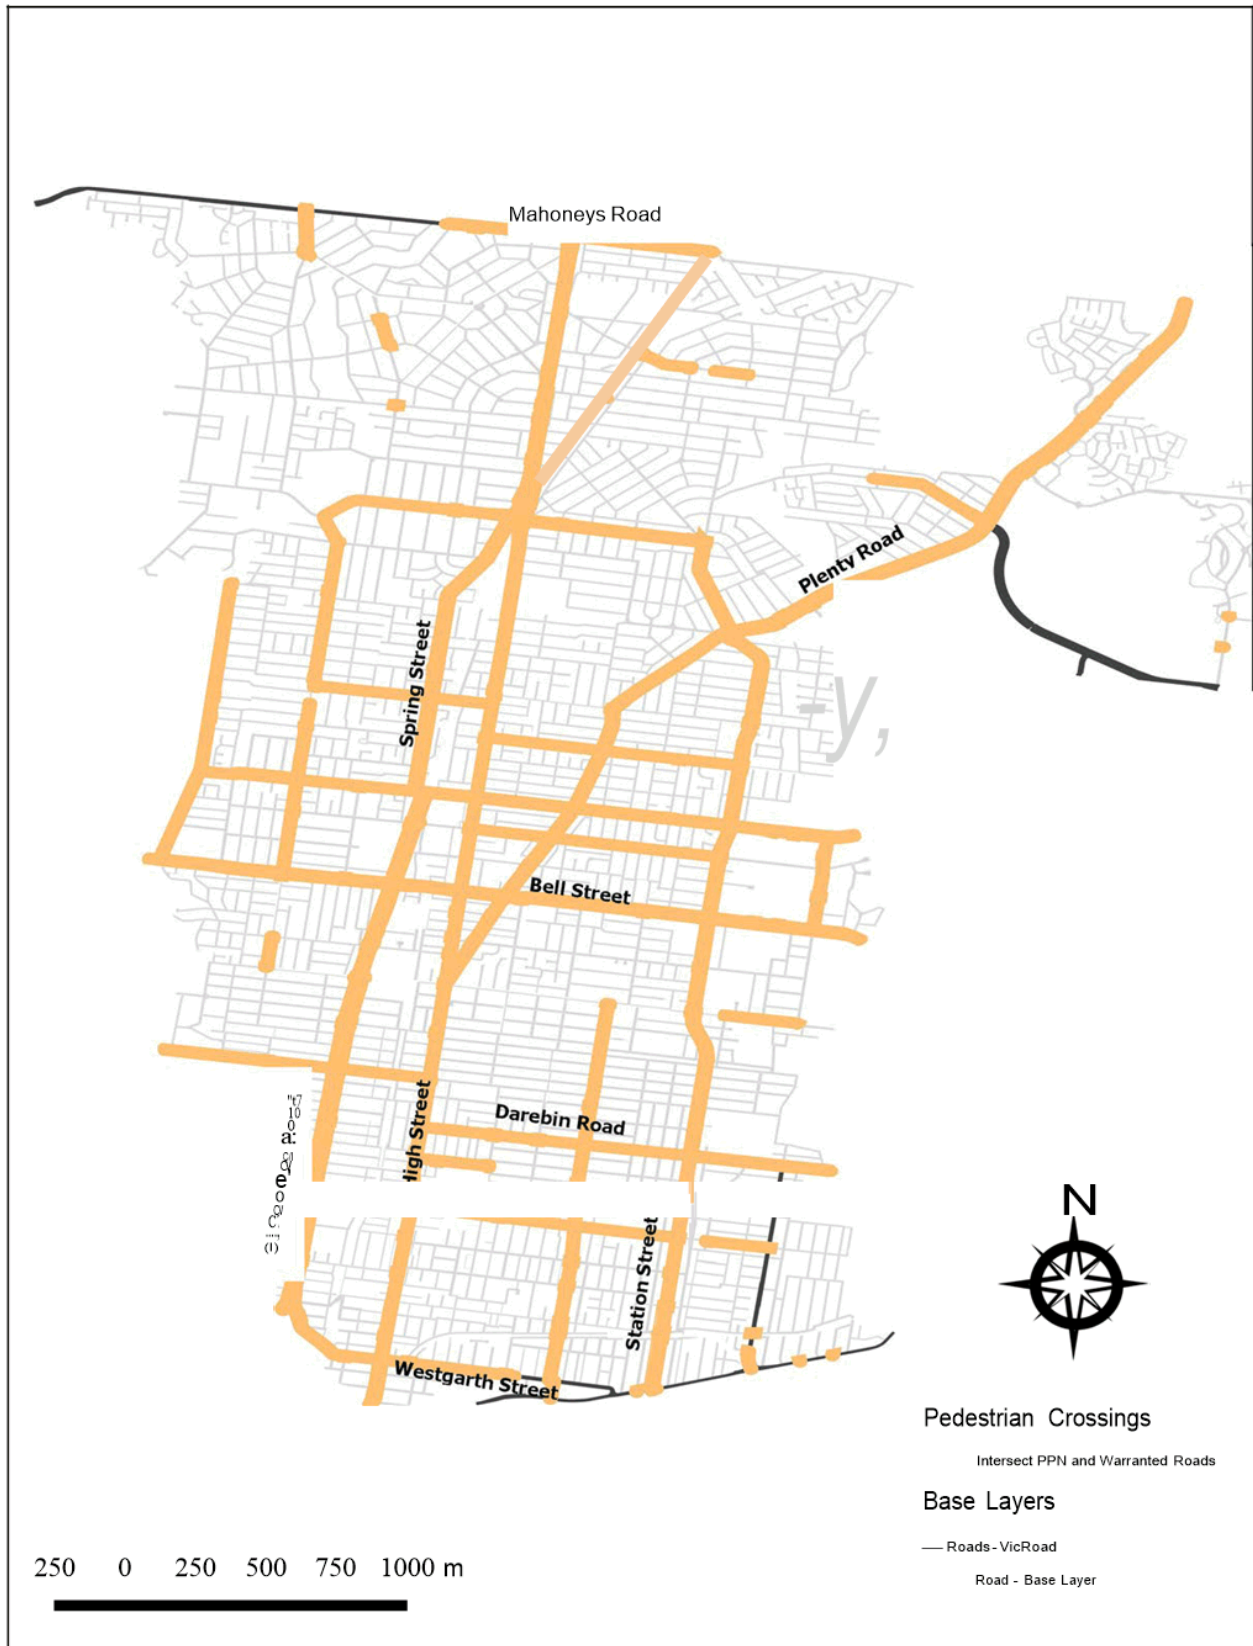 Mahoneys Road
Plenty Road
Spring Street
-y,
Bell Street
High Street
Darebin Road
Station Street
Westgarth Street
N
Pedestrian Crossings
Intersect PPN and Warranted Roads
Base Layers
Roads-VicRoad
Road - Base Layer
250 0 250 500 750 1000 m